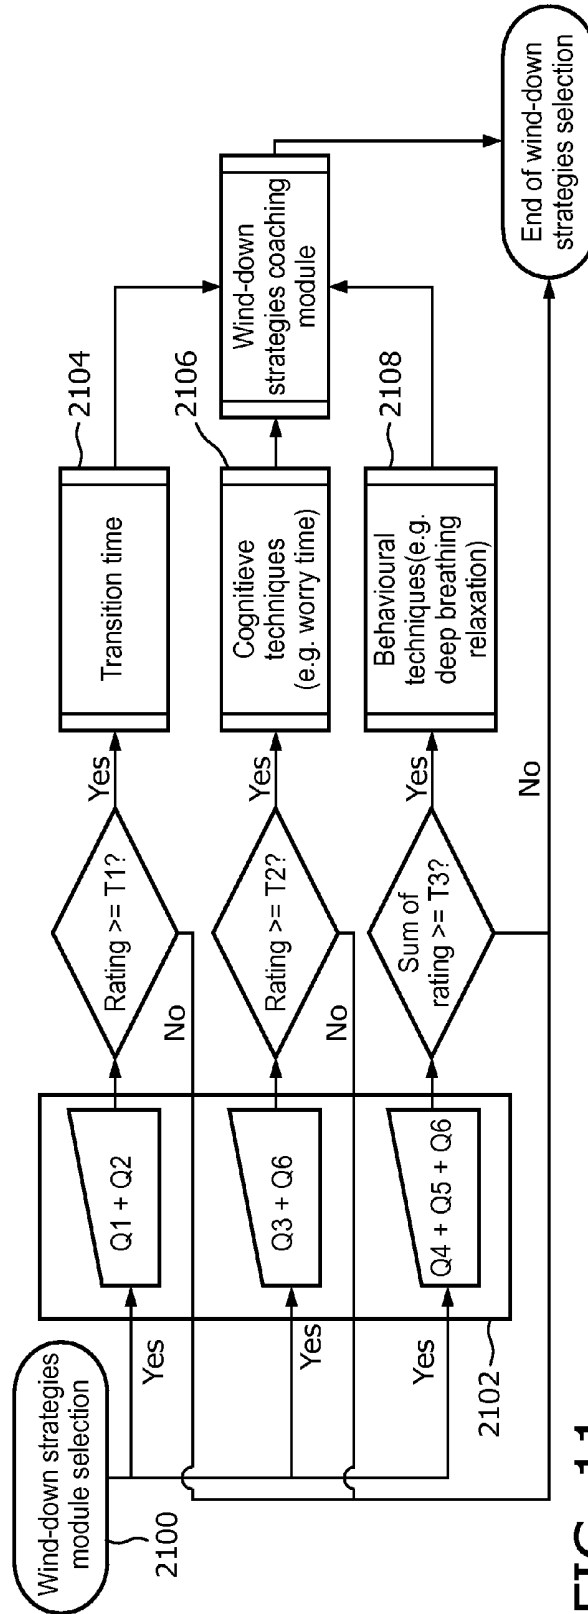 Wind-down strategies
module selection
2100
Yes
Yes
Yes
2102
Q1 + Q2
Q3 + Q6
Q4 + Q5 + Q6
Rating >= T1?
Rating >= T2?
Sum of
rating >= T3?
No
No
No
Yes
Yes
Yes
Transition time
2104
Cognitieve
techniques
(e.g. worry time)
2106
Behavioural
techniques(e.g.
deep breathing
relaxation)
2108
Wind-down
strategies coaching
module
End of wind-down
strategies selection